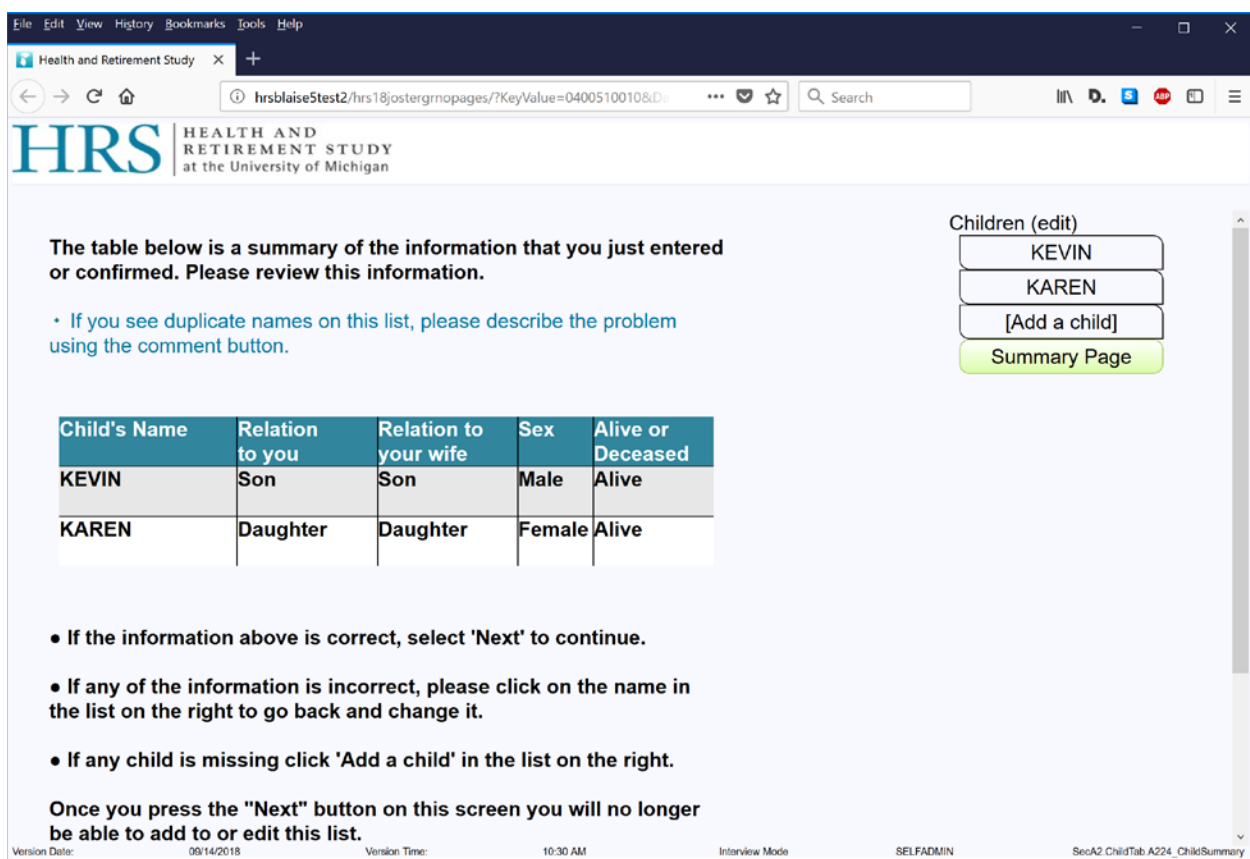 File Edit View History Bookmarks Tools Help
Health and Retirement Study
hrsblaise5test2/hrs18jostergrnopages/?KeyValue=0400510010&Da
Search
D. S ABP
HRS
HEALTH AND
RETIREMENT STUDY
at the University of Michigan
The table below is a summary of the information that you just entered
or confirmed. Please review this information.
• If you see duplicate names on this list, please describe the problem
using the comment button.
Children (edit)
KEVIN
KAREN
[Add a child]
Summary Page
Child's Name Relation to you Relation to your wife Sex Alive or Deceased
KEVIN Son Son Male Alive
KAREN Daughter Daughter Female Alive
● If the information above is correct, select 'Next' to continue.
● If any of the information is incorrect, please click on the name in
the list on the right to go back and change it.
● If any child is missing click 'Add a child' in the list on the right.
Once you press the "Next" button on this screen you will no longer
be able to add to or edit this list.
Version Date: 09/14/2018 Version Time: 10:30 AM Interview Mode SELFADMIN SecA2.ChildTab.A224_ChildSummary